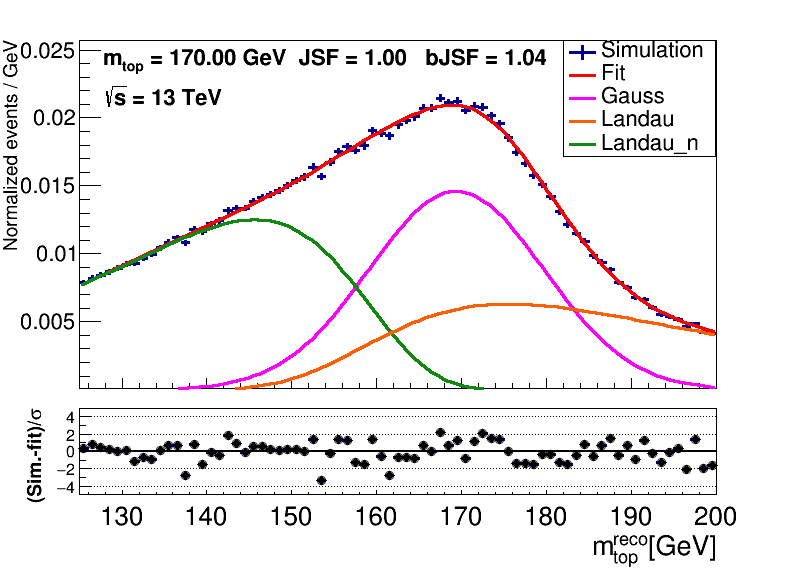 Normalized events / GeV
0.025
0.02
0.015
0.01
0.005
m_top = 170.00 GeV JSF = 1.00 bJSF = 1.04
√s = 13 TeV
Simulation
Fit
Gauss
Landau
Landau_n
(Sim.-fit)/σ
4
2
0
−2
−4
130 140 150 160 170 180 190 200
m_top^reco[GeV]